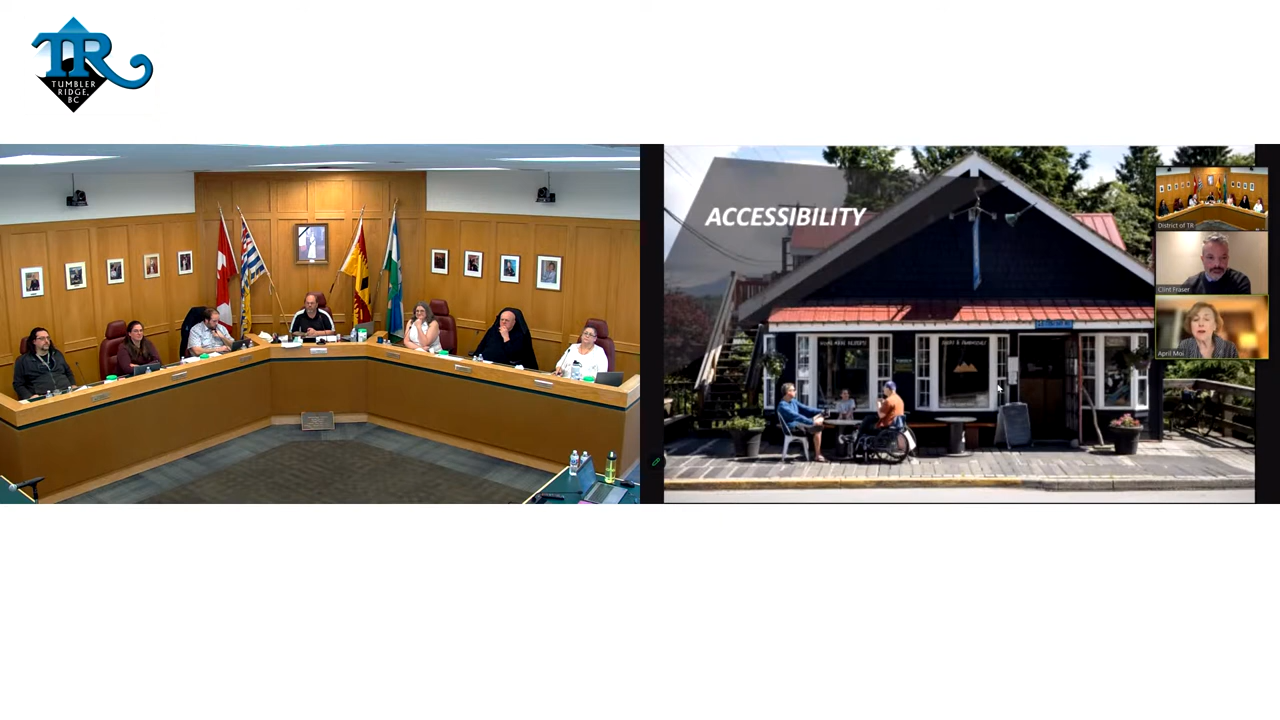 TR
TUMBLER
RIDGE,
BC
ACCESSIBILITY
District of TR
Clint Fraser
April Moi